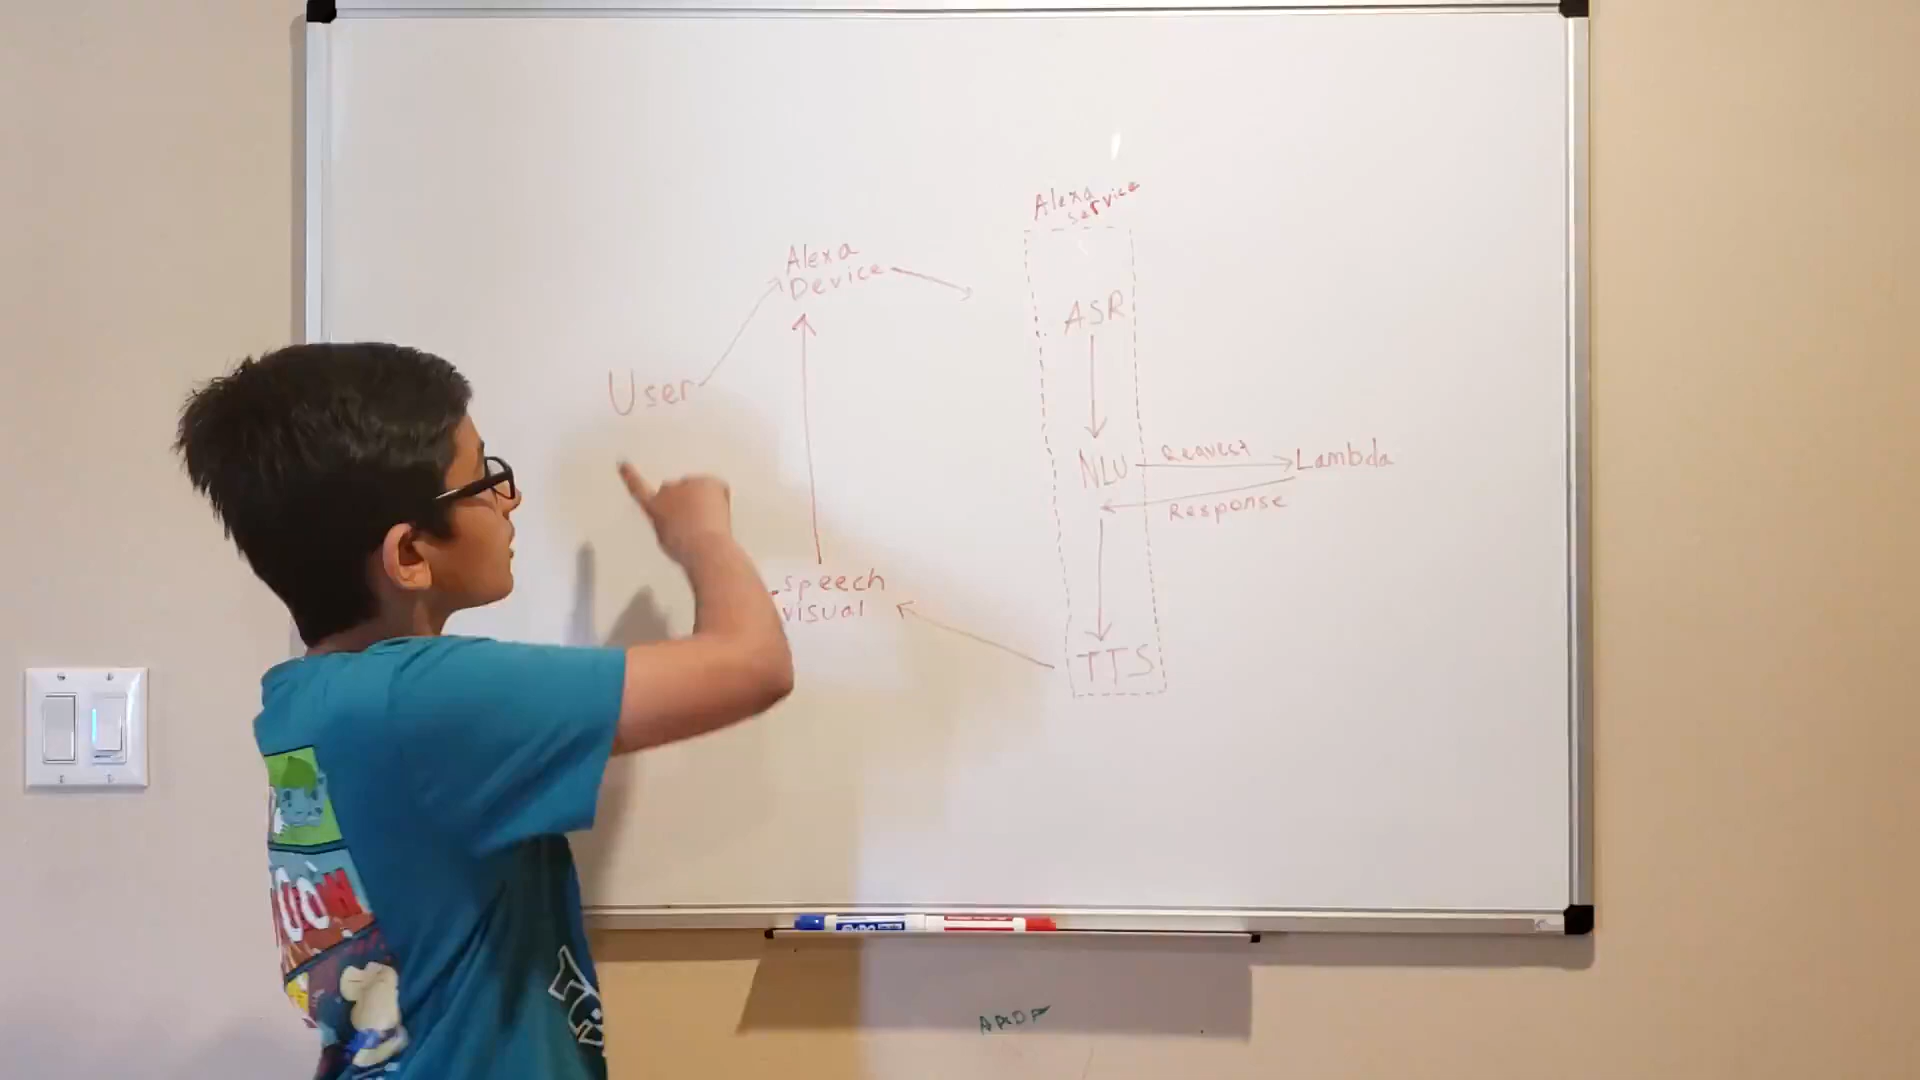 Alexa
service
Alexa
Device
ASR
User
NLU
Request
Lambda
Response
speech
visual
TTS